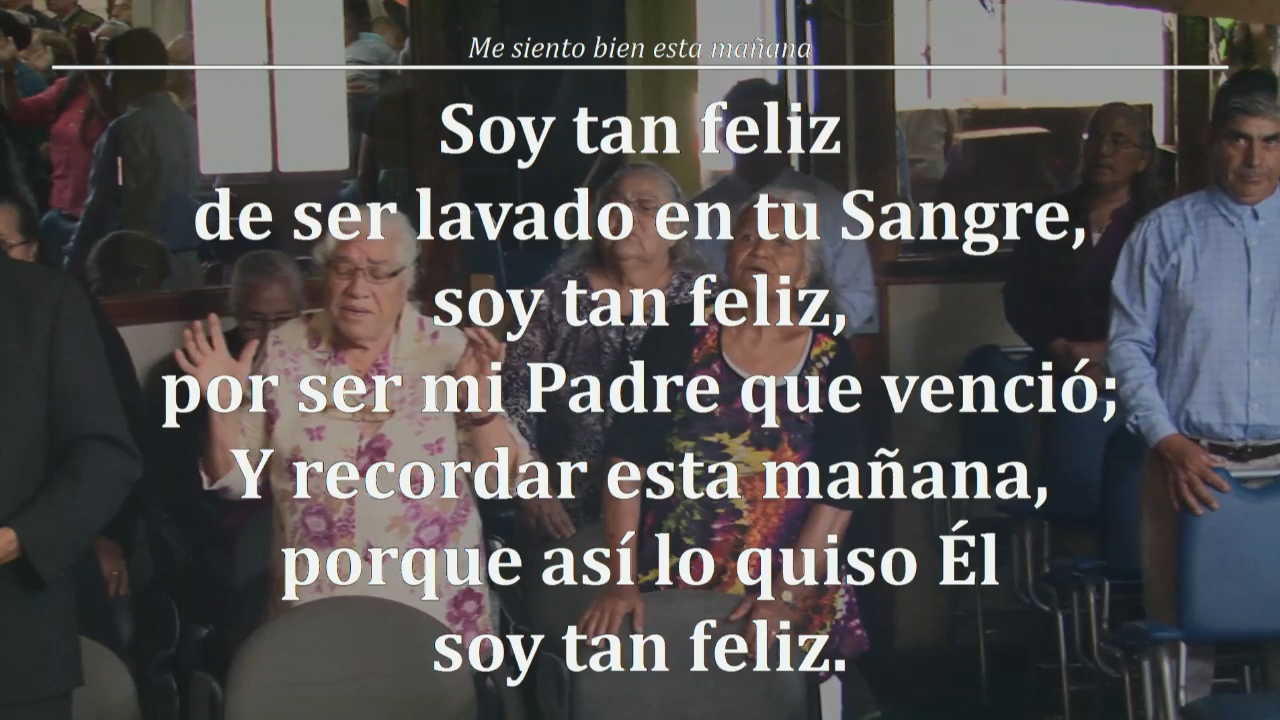 Me siento bien esta mañana
Soy tan feliz
de ser lavado en tu Sangre,
soy tan feliz,
por ser mi Padre que venció;
Y recordar esta mañana,
porque así lo quiso Él
soy tan feliz.